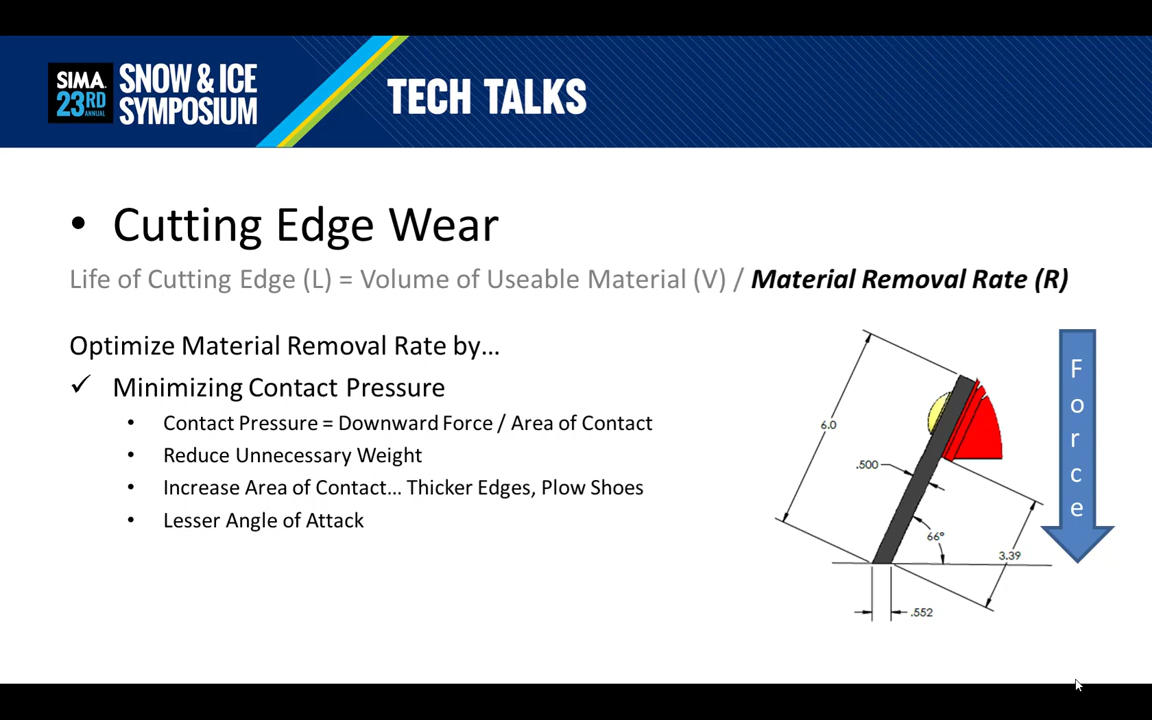 SIMA
23RD
ANNUAL
SNOW & ICE
SYMPOSIUM
TECH TALKS
• Cutting Edge Wear
Life of Cutting Edge (L) = Volume of Useable Material (V) / Material Removal Rate (R)
Optimize Material Removal Rate by...
✓ Minimizing Contact Pressure
• Contact Pressure = Downward Force / Area of Contact
• Reduce Unnecessary Weight
• Increase Area of Contact... Thicker Edges, Plow Shoes
• Lesser Angle of Attack
6.0
.500
66°
3.39
.552
Force